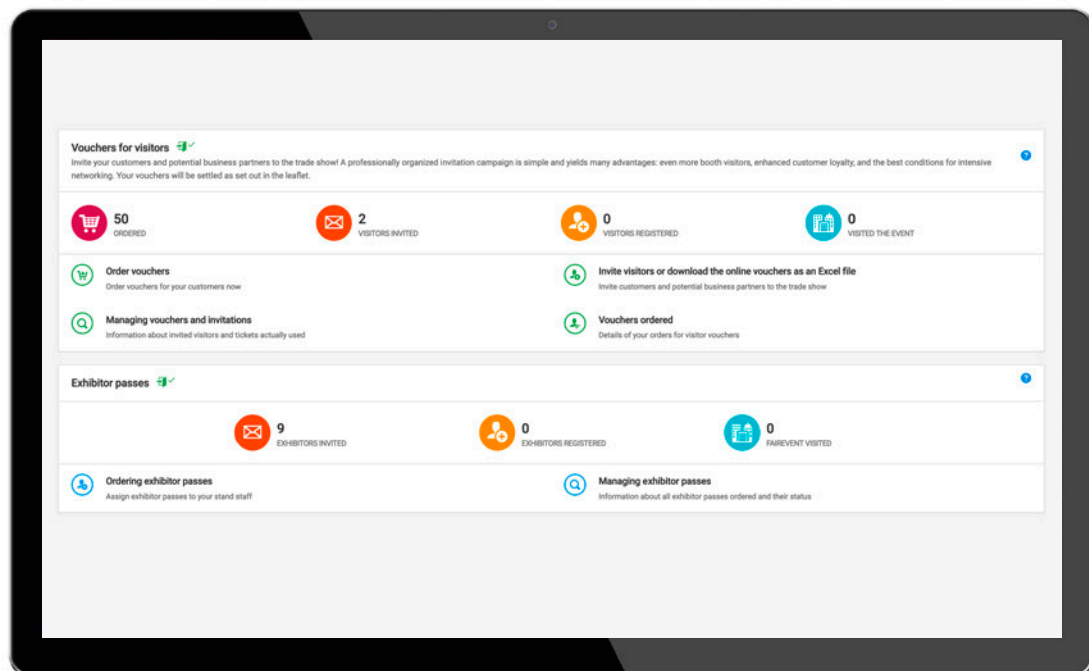 Vouchers for visitors
Invite your customers and potential business partners to the trade show! A professionally organized invitation campaign is simple and yields many advantages: even more booth visitors, enhanced customer loyalty, and the best conditions for intensive
networking. Your vouchers will be settled as set out in the leaflet.
50
ORDERED
2
VISITORS INVITED
0
VISITORS REGISTERED
0
VISITED THE EVENT
Order vouchers
Order vouchers for your customers now
Invite visitors or download the online vouchers as an Excel file
Invite customers and potential business partners to the trade show
Managing vouchers and invitations
Information about invited visitors and tickets actually used
Vouchers ordered
Details of your orders for visitor vouchers
Exhibitor passes
9
EXHIBITORS INVITED
0
EXHIBITORS REGISTERED
0
FAIREVENT VISITED
Ordering exhibitor passes
Assign exhibitor passes to your stand staff
Managing exhibitor passes
Information about all exhibitor passes ordered and their status